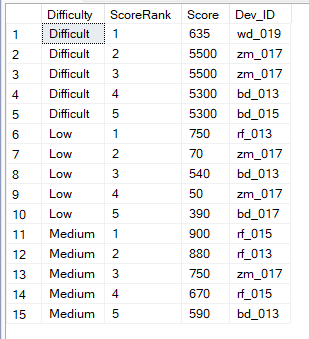 Difficulty ScoreRank Score Dev_ID
1 Difficult 1 635 wd_019
2 Difficult 2 5500 zm_017
3 Difficult 3 5500 zm_017
4 Difficult 4 5300 bd_013
5 Difficult 5 5300 bd_015
6 Low 1 750 rf_013
7 Low 2 70 zm_017
8 Low 3 540 bd_013
9 Low 4 50 zm_017
10 Low 5 390 bd_017
11 Medium 1 900 rf_015
12 Medium 2 880 rf_013
13 Medium 3 750 zm_017
14 Medium 4 670 rf_015
15 Medium 5 590 bd_013